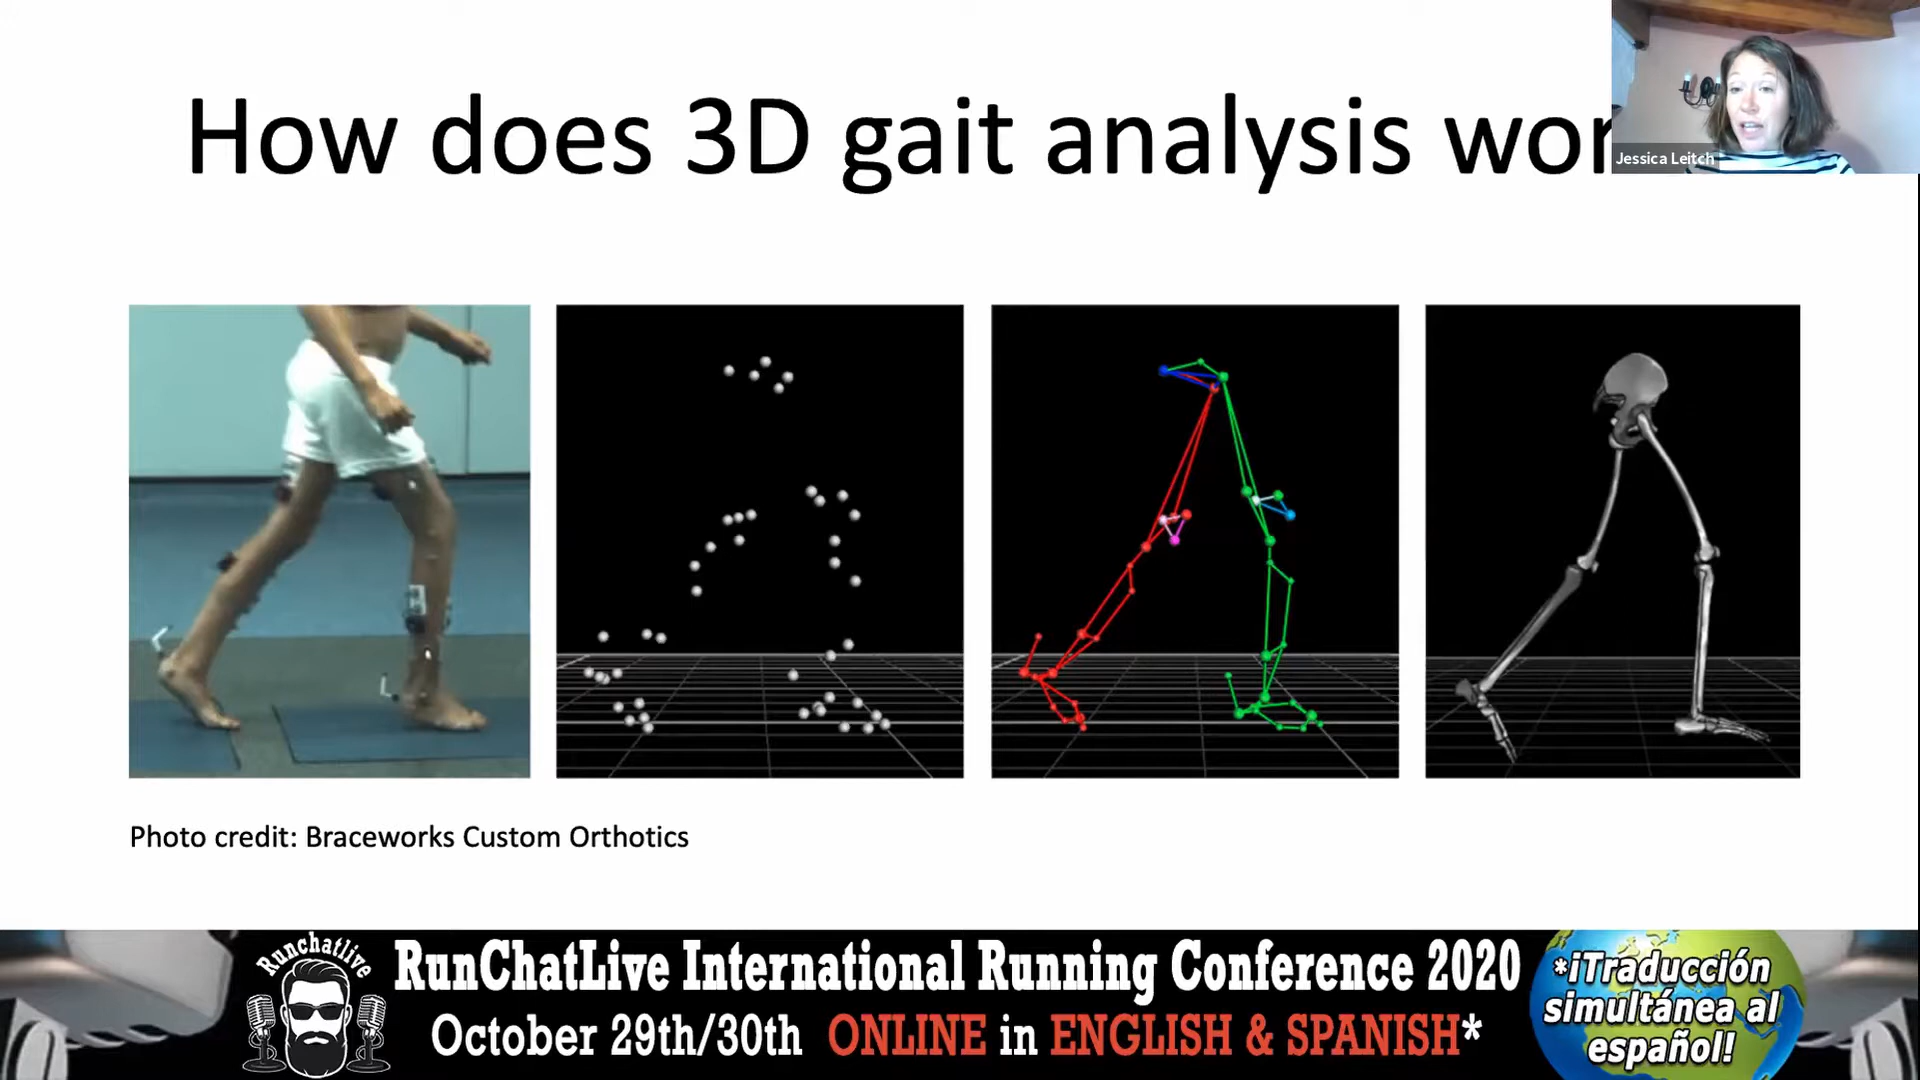 How does 3D gait analysis wor
Jessica Leitch
Photo credit: Braceworks Custom Orthotics
Runchatlive
RunChatLive International Running Conference 2020
October 29th/30th ONLINE in ENGLISH & SPANISH*
*¡Traducción
simultánea al
español!